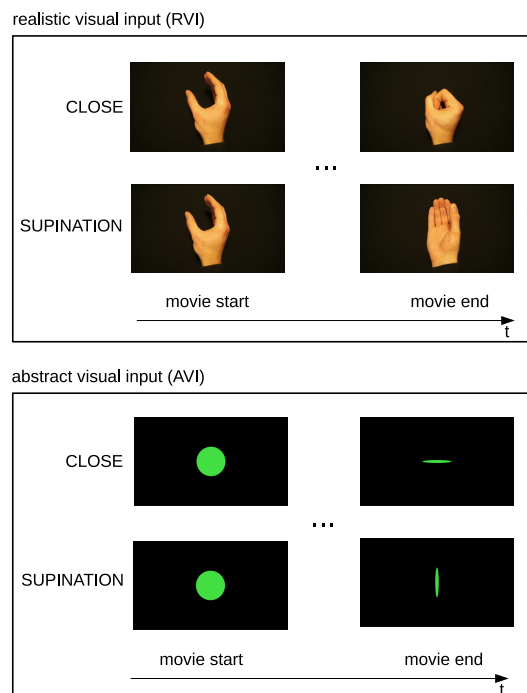 realistic visual input (RVI)
CLOSE
...
SUPINATION
movie start movie end
t
abstract visual input (AVI)
CLOSE
...
SUPINATION
movie start movie end
t